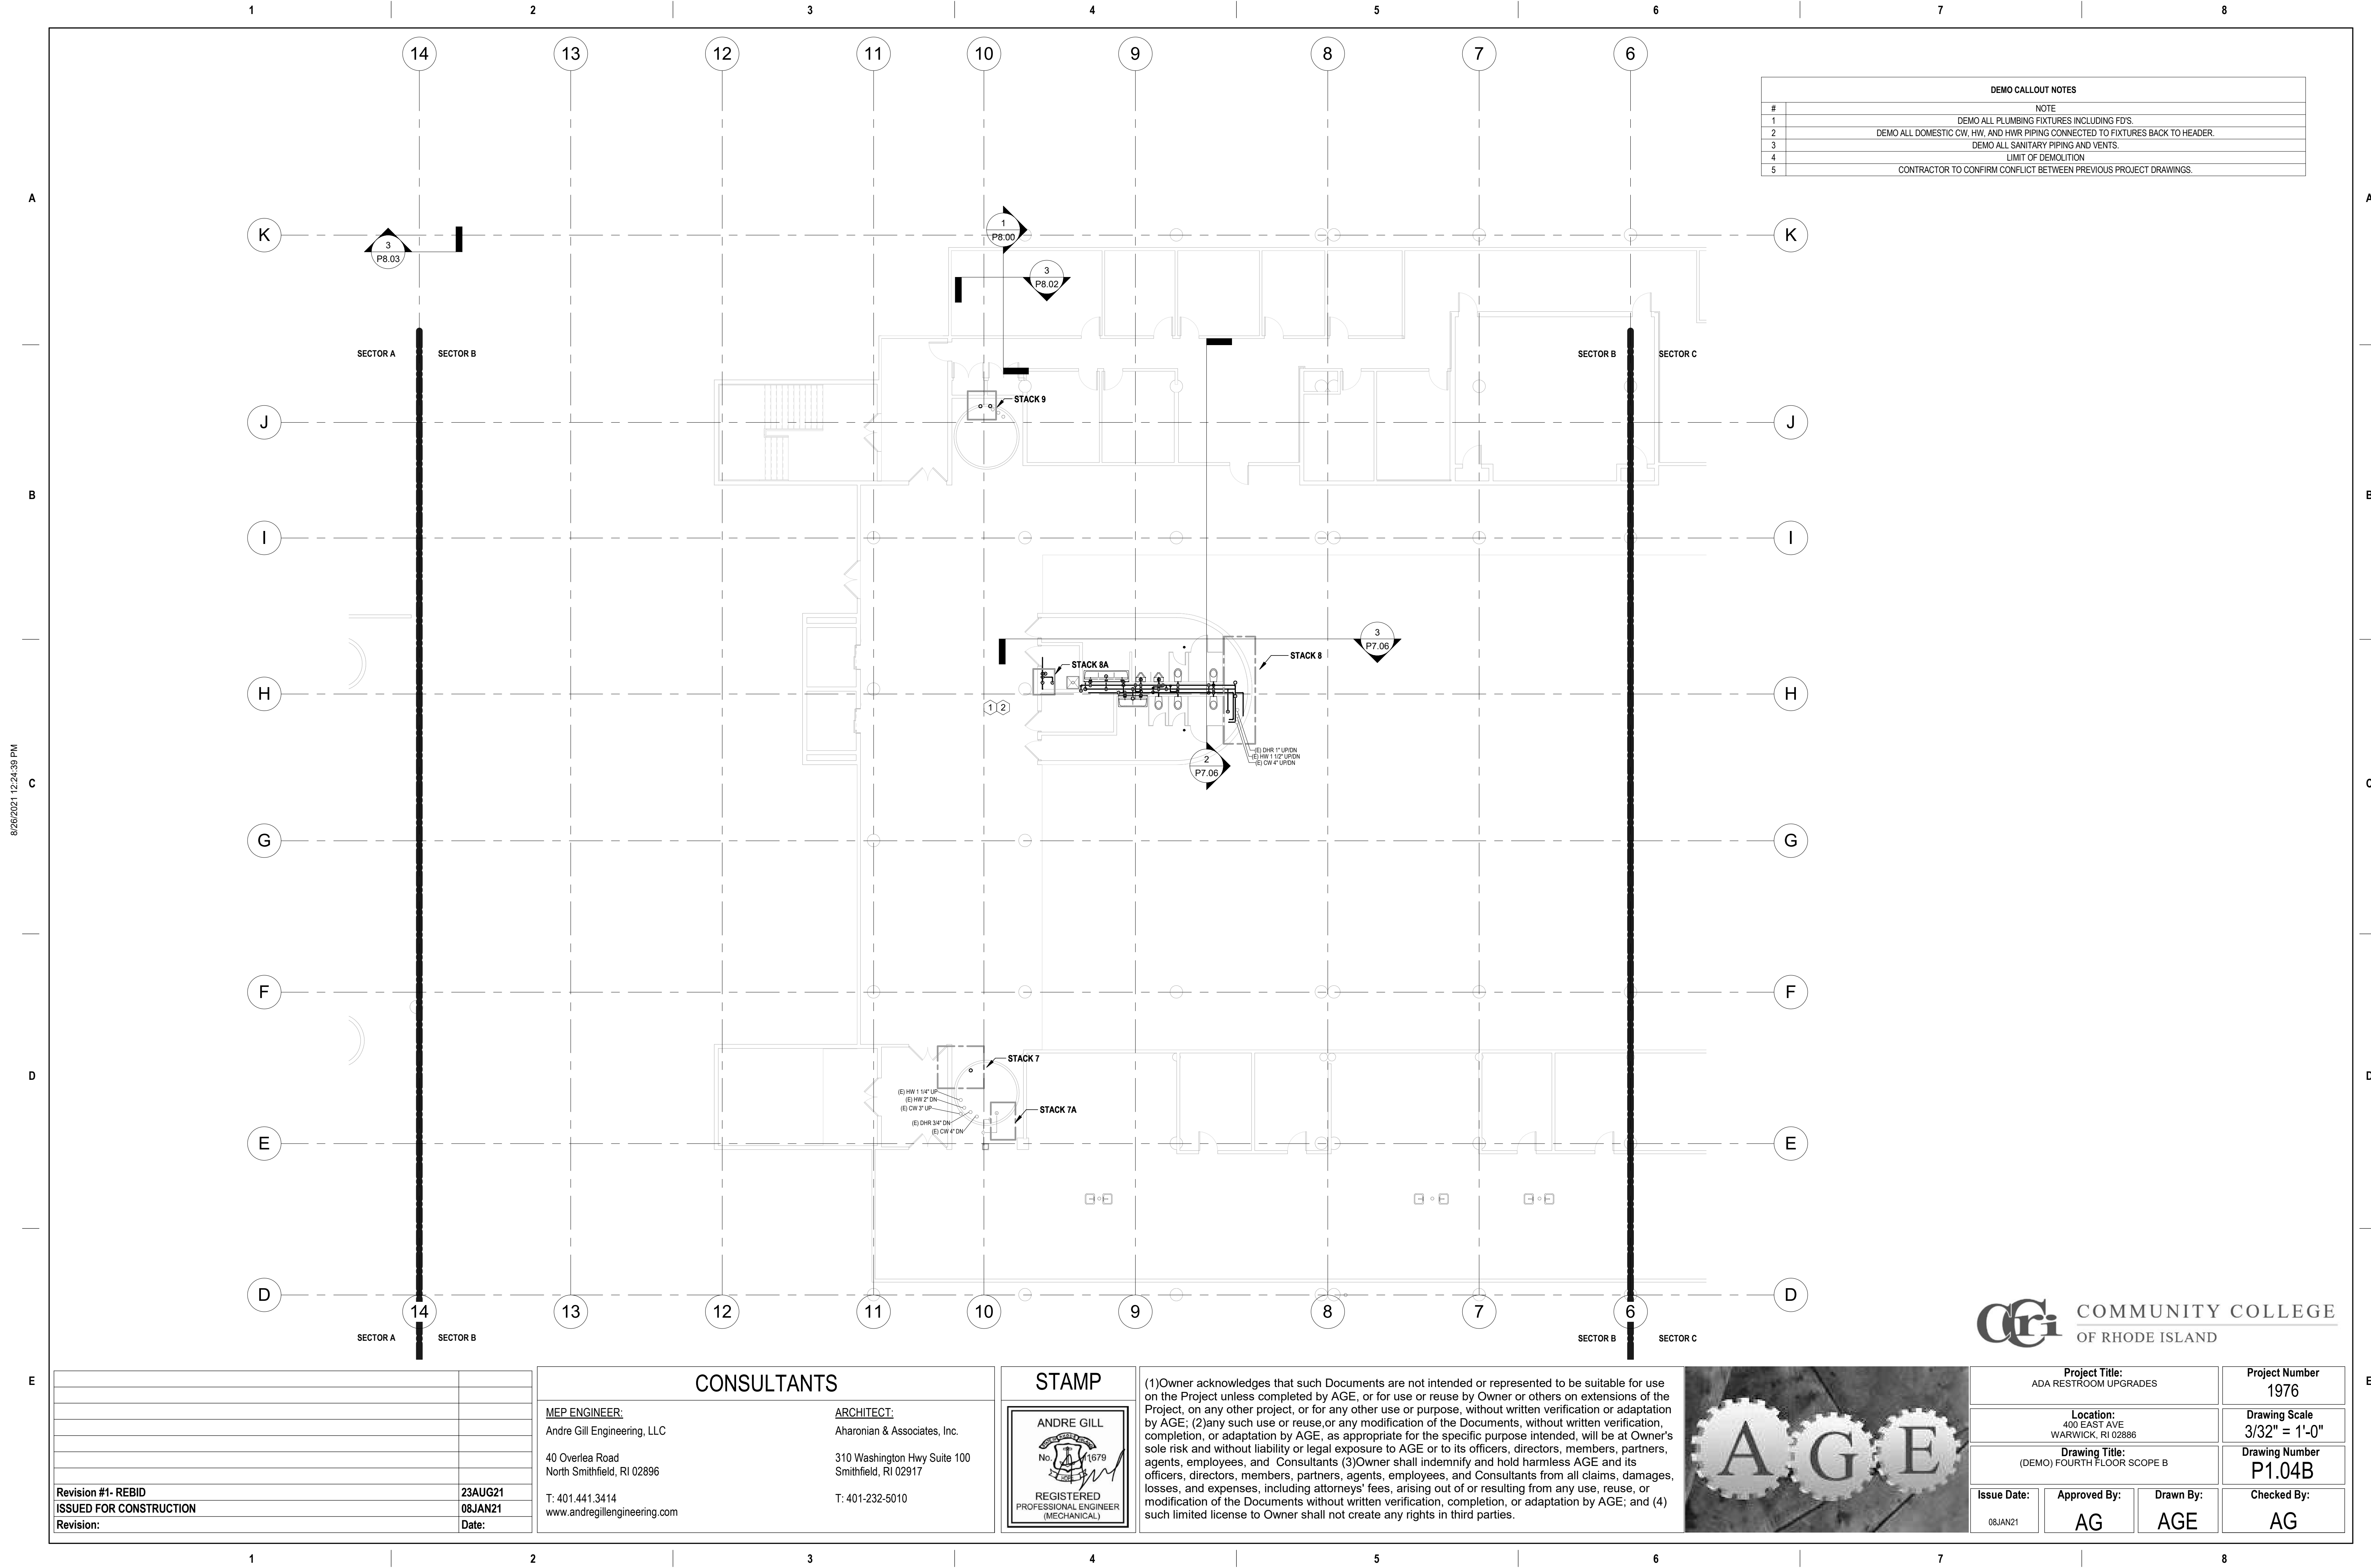 1 2 3 4 5 6 7 8
14 13 12 11 10 9 8 7 6
DEMO CALLOUT NOTES
# NOTE
1 DEMO ALL PLUMBING FIXTURES INCLUDING FD'S.
2 DEMO ALL DOMESTIC CW, HW, AND HWR PIPING CONNECTED TO FIXTURES BACK TO HEADER.
3 DEMO ALL SANITARY PIPING AND VENTS.
4 LIMIT OF DEMOLITION
5 CONTRACTOR TO CONFIRM CONFLICT BETWEEN PREVIOUS PROJECT DRAWINGS.
A A
K K
1
P8.00
3
P8.03
3
P8.02
SECTOR A SECTOR B
SECTOR B SECTOR C
STACK 9
J J
B B
I I
3
P7.06
STACK 8
STACK 8A
H H
1 2
(E) DHR 1" UP/DN
(E) HW 1 1/2" UP/DN
(E) CW 4" UP/DN
2
P7.06
C C
8/26/2021 12:24:39 PM
G G
F F
STACK 7
D D
(E) HW 1 1/4" UP
(E) HW 2" DN
(E) CW 3" UP
STACK 7A
(E) DHR 3/4" DN
(E) CW 4" DN
E E
D D
14 13 12 11 10 9 8 7 6
SECTOR A SECTOR B
SECTOR B SECTOR C
CCri COMMUNITY COLLEGE
OF RHODE ISLAND
E E
Revision #1- REBID 23AUG21
ISSUED FOR CONSTRUCTION 08JAN21
Revision: Date:
CONSULTANTS
MEP ENGINEER:
Andre Gill Engineering, LLC
40 Overlea Road
North Smithfield, RI 02896
T: 401.441.3414
www.andregillengineering.com
ARCHITECT:
Aharonian & Associates, Inc.
310 Washington Hwy Suite 100
Smithfield, RI 02917
T: 401-232-5010
STAMP
ANDRE GILL
No. 11679
REGISTERED
PROFESSIONAL ENGINEER
(MECHANICAL)
(1)Owner acknowledges that such Documents are not intended or represented to be suitable for use
on the Project unless completed by AGE, or for use or reuse by Owner or others on extensions of the
Project, on any other project, or for any other use or purpose, without written verification or adaptation
by AGE; (2)any such use or reuse,or any modification of the Documents, without written verification,
completion, or adaptation by AGE, as appropriate for the specific purpose intended, will be at Owner's
sole risk and without liability or legal exposure to AGE or to its officers, directors, members, partners,
agents, employees, and Consultants (3)Owner shall indemnify and hold harmless AGE and its
officers, directors, members, partners, agents, employees, and Consultants from all claims, damages,
losses, and expenses, including attorneys' fees, arising out of or resulting from any use, reuse, or
modification of the Documents without written verification, completion, or adaptation by AGE; and (4)
such limited license to Owner shall not create any rights in third parties.
AGE
Project Title:
ADA RESTROOM UPGRADES
Project Number
1976
Location:
400 EAST AVE
WARWICK, RI 02886
Drawing Scale
3/32" = 1'-0"
Drawing Title:
(DEMO) FOURTH FLOOR SCOPE B
Drawing Number
P1.04B
Issue Date:
08JAN21
Approved By:
AG
Drawn By:
AGE
Checked By:
AG
1 2 3 4 5 6 7 8